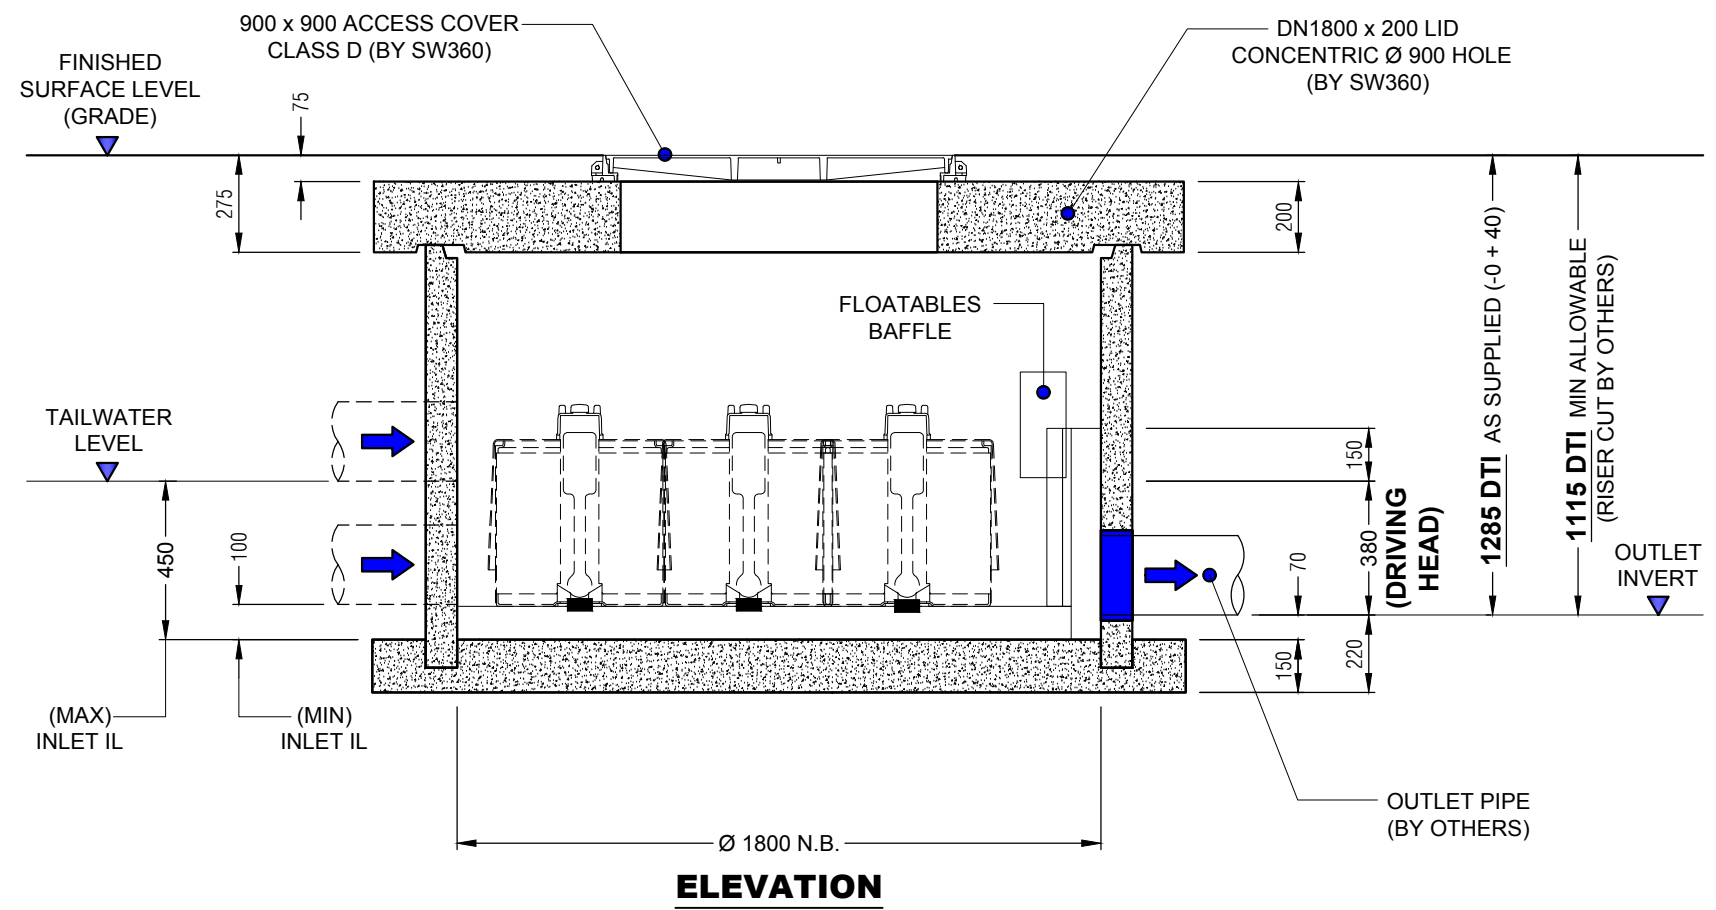 900 x 900 ACCESS COVER
CLASS D (BY SW360)
DN1800 x 200 LID
CONCENTRIC Ø 900 HOLE
(BY SW360)
FINISHED
SURFACE LEVEL
(GRADE)
75
275
200
1285 DTI AS SUPPLIED (-0 + 40)
1115 DTI MIN ALLOWABLE
(RISER CUT BY OTHERS)
FLOATABLES
BAFFLE
TAILWATER
LEVEL
450
100
150
380
(DRIVING
HEAD)
70
OUTLET
INVERT
150
220
(MAX)
INLET IL
(MIN)
INLET IL
OUTLET PIPE
(BY OTHERS)
Ø 1800 N.B.
ELEVATION